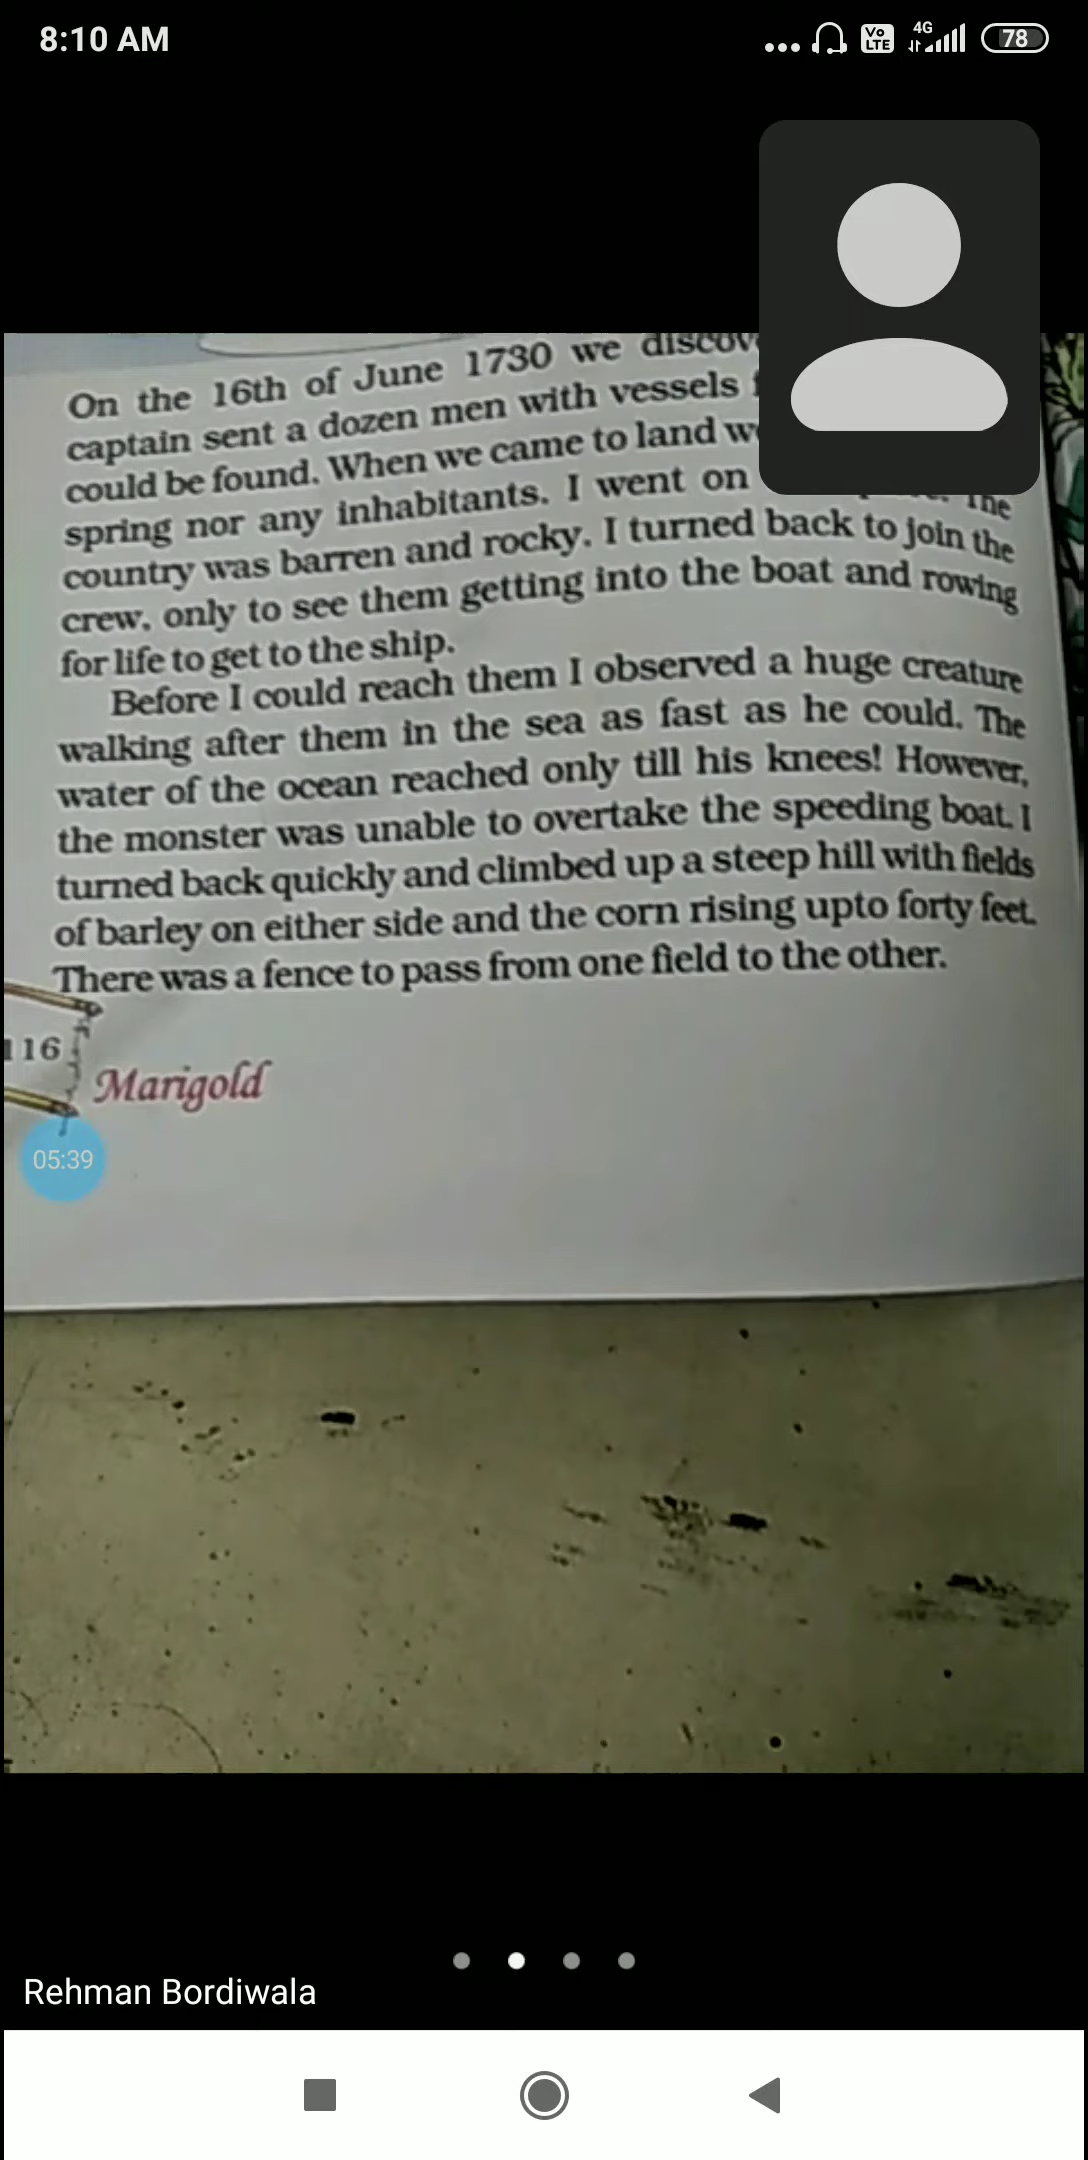 8:10 AM
Vo LTE 4G 78
On the 16th of June 1730 we
captain sent a dozen men with vessels
could be found. When we came to land
spring nor any inhabitants. I went on The
country was barren and rocky. I turned back to join the
crew, only to see them getting into the boat and rowing
for life to get to the ship.
Before I could reach them I observed a huge creature
walking after them in the sea as fast as he could. The
water of the ocean reached only till his knees! However,
the monster was unable to overtake the speeding boat. I
turned back quickly and climbed up a steep hill with fields
of barley on either side and the corn rising upto forty feet.
There was a fence to pass from one field to the other.
116
Marigold
05:39
Rehman Bordiwala